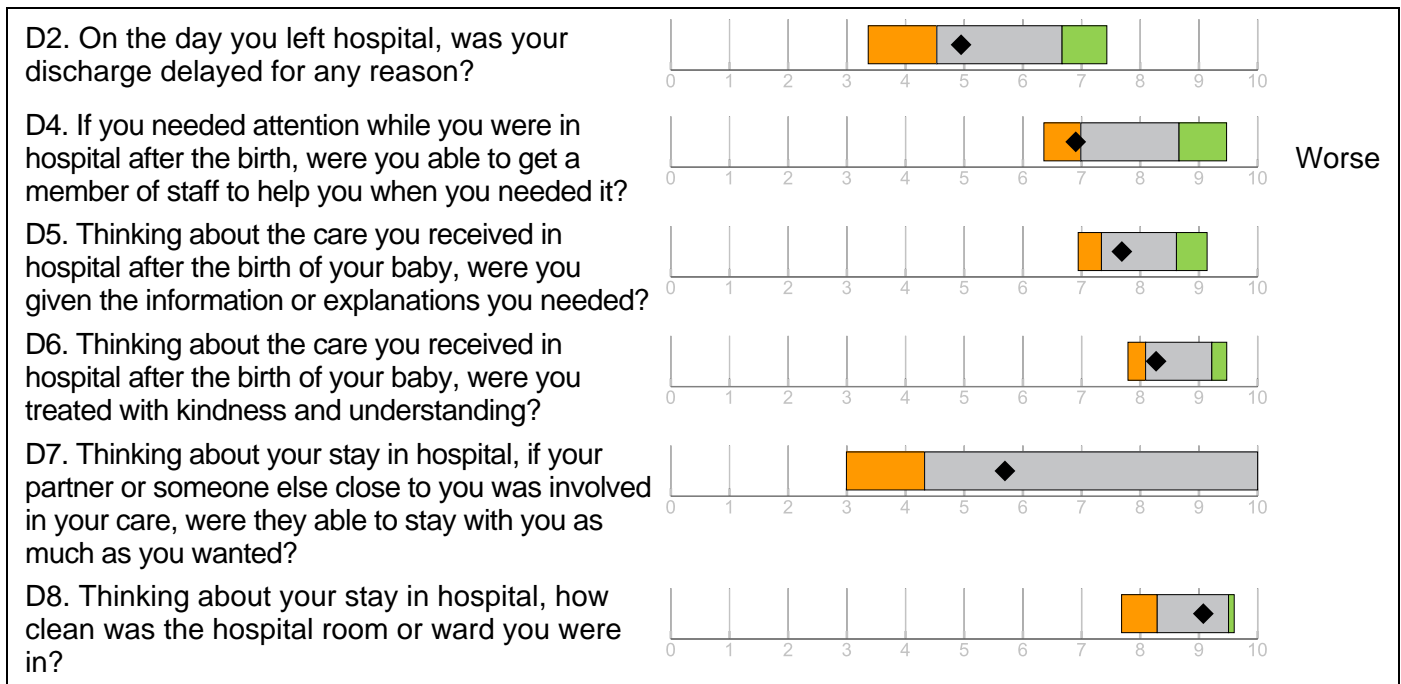 D2. On the day you left hospital, was your
discharge delayed for any reason?
0 1 2 3 4 5 6 7 8 9 10
D4. If you needed attention while you were in
hospital after the birth, were you able to get a
member of staff to help you when you needed it?
0 1 2 3 4 5 6 7 8 9 10
Worse
D5. Thinking about the care you received in
hospital after the birth of your baby, were you
given the information or explanations you needed?
0 1 2 3 4 5 6 7 8 9 10
D6. Thinking about the care you received in
hospital after the birth of your baby, were you
treated with kindness and understanding?
0 1 2 3 4 5 6 7 8 9 10
D7. Thinking about your stay in hospital, if your
partner or someone else close to you was involved
in your care, were they able to stay with you as
much as you wanted?
0 1 2 3 4 5 6 7 8 9 10
D8. Thinking about your stay in hospital, how
clean was the hospital room or ward you were
in?
0 1 2 3 4 5 6 7 8 9 10